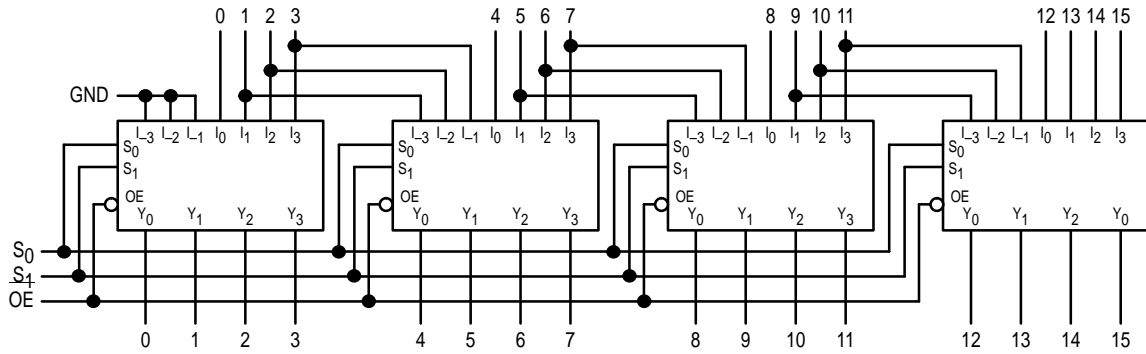 0 1 2 3 4 5 6 7 8 9 10 11 12 13 14 15
GND
I–3 I–2 I–1 I0 I1 I2 I3 I–3 I–2 I–1 I0 I1 I2 I3 I–3 I–2 I–1 I0 I1 I2 I3 I–3 I–2 I–1 I0 I1 I2 I3
S0 S0 S0 S0
S1 S1 S1 S1
OE OE OE OE
Y0 Y1 Y2 Y3 Y0 Y1 Y2 Y3 Y0 Y1 Y2 Y3 Y0 Y1 Y2 Y0
S0
S1
OE
0 1 2 3 4 5 6 7 8 9 10 11 12 13 14 15